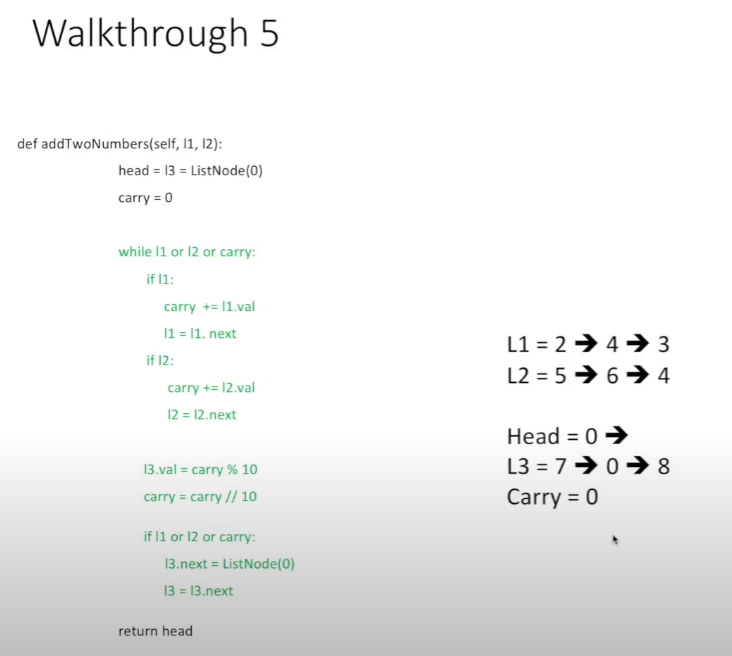 Walkthrough 5
def addTwoNumbers(self, l1, l2):
head = l3 = ListNode(0)
carry = 0
while l1 or l2 or carry:
if l1:
carry += l1.val
l1 = l1. next
if l2:
carry += l2.val
l2 = l2.next
l3.val = carry % 10
carry = carry // 10
if l1 or l2 or carry:
l3.next = ListNode(0)
l3 = l3.next
return head
L1 = 2 🡪 4 🡪 3
L2 = 5 🡪 6 🡪 4
Head = 0 🡪
L3 = 7 🡪 0 🡪 8
Carry = 0